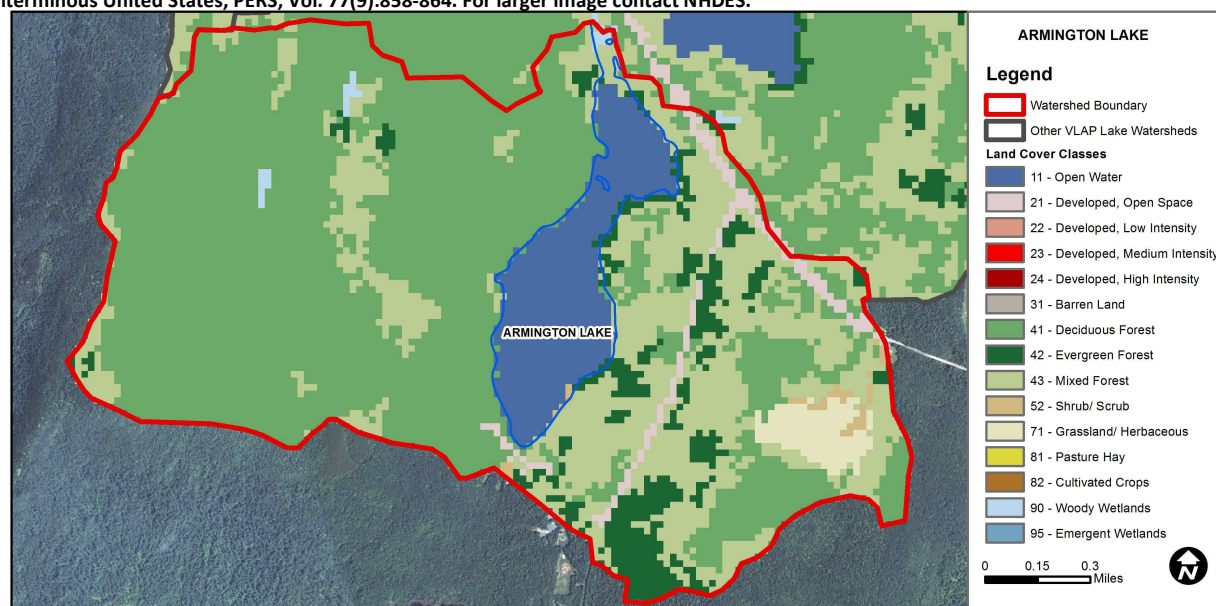 nterminous United States, PERS, Vol. 77(9):858-864. For larger image contact NHDES.
ARMINGTON LAKE
Legend
Watershed Boundary
Other VLAP Lake Watersheds
Land Cover Classes
11 - Open Water
21 - Developed, Open Space
22 - Developed, Low Intensity
23 - Developed, Medium Intensity
24 - Developed, High Intensity
31 - Barren Land
41 - Deciduous Forest
42 - Evergreen Forest
43 - Mixed Forest
52 - Shrub/ Scrub
71 - Grassland/ Herbaceous
81 - Pasture Hay
82 - Cultivated Crops
90 - Woody Wetlands
95 - Emergent Wetlands
0 0.15 0.3
Miles
N
ARMINGTON LAKE